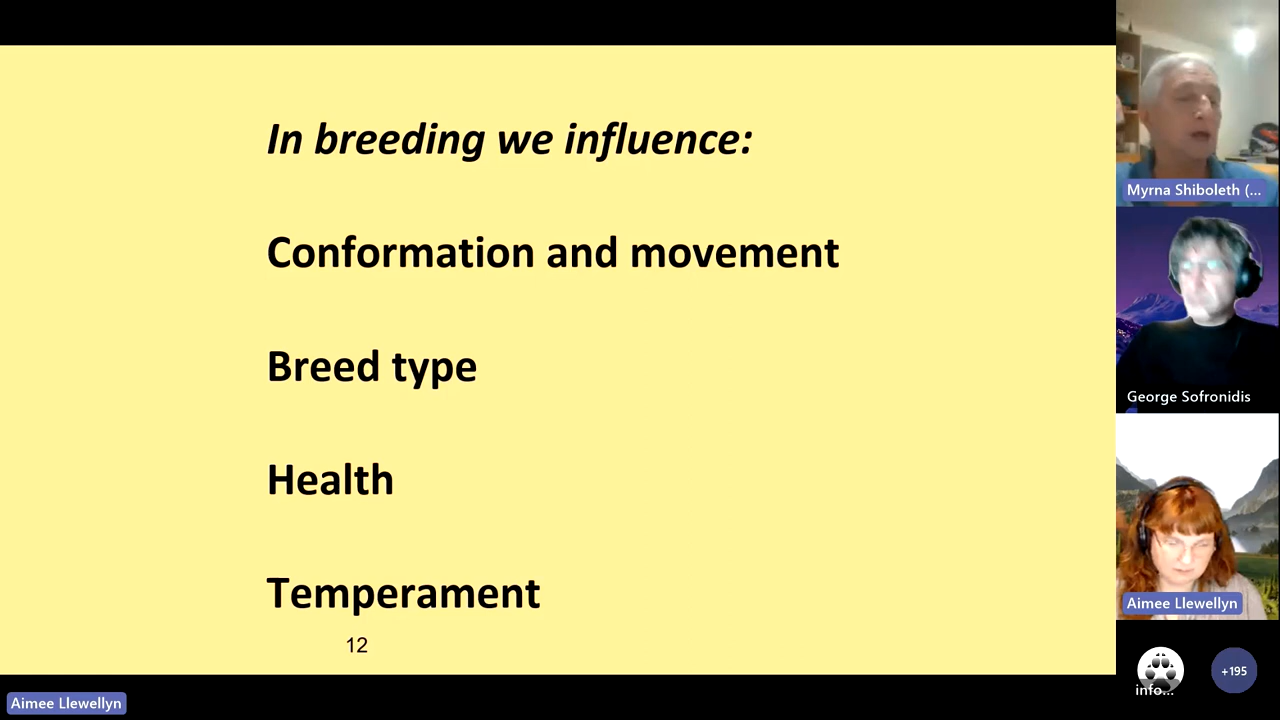 In breeding we influence:
Conformation and movement
Breed type
Health
Temperament
12
Myrna Shiboleth (...
George Sofronidis
Aimee Llewellyn
info...
+195
Aimee Llewellyn